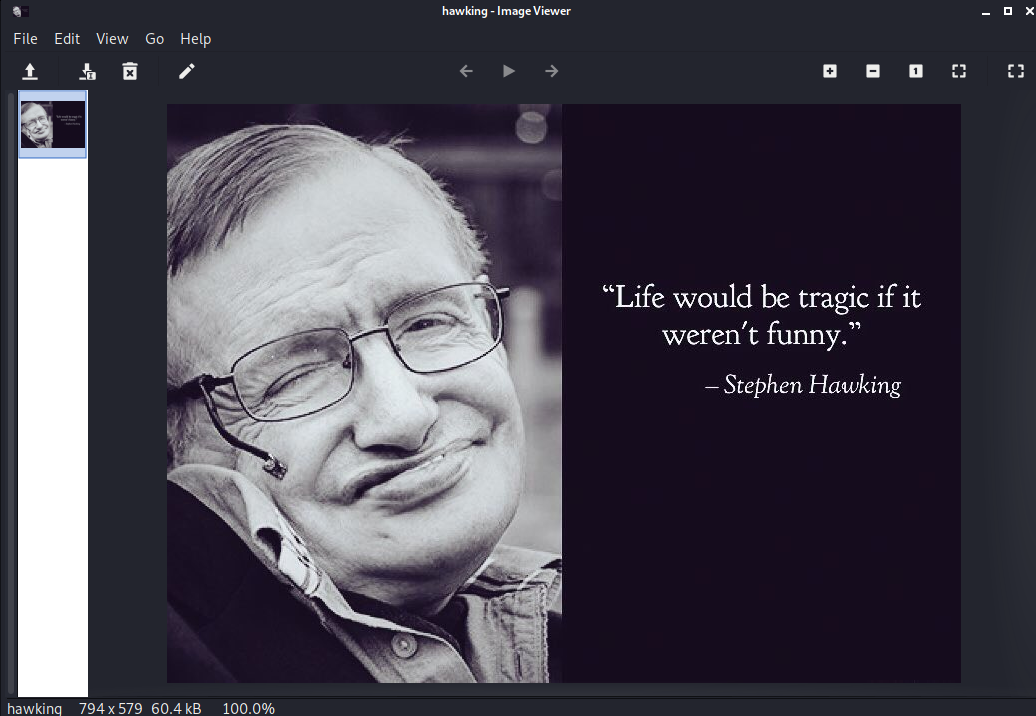 hawking - Image Viewer
File Edit View Go Help
1
“Life would be tragic if it
weren't funny.”
– Stephen Hawking
hawking 794 x 579 60.4 kB 100.0%